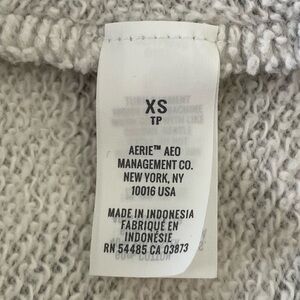 XS
TP
AERIE™ AEO
MANAGEMENT CO.
NEW YORK, NY
10016 USA
MADE IN INDONESIA
FABRIQUÉ EN
INDONÉSIE
RN 54485 CA 03873